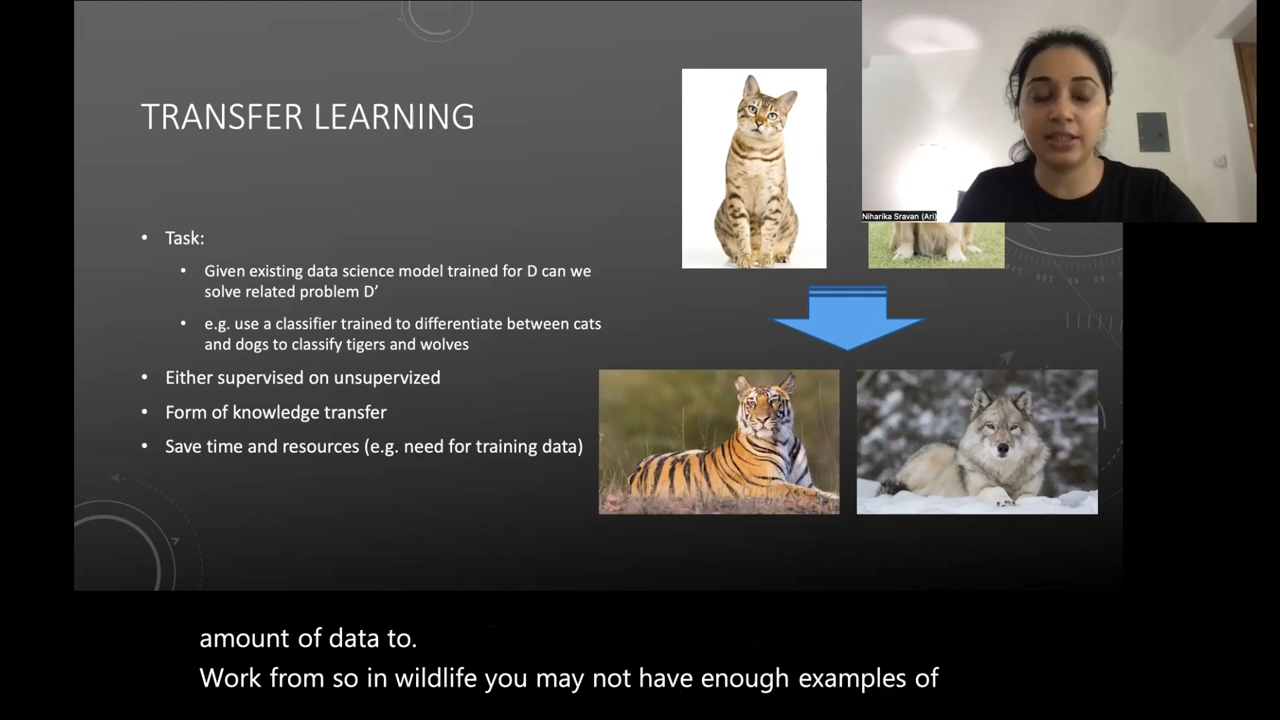 TRANSFER LEARNING
Niharika Sravan (Ari)
• Task:
• Given existing data science model trained for D can we
solve related problem D’
• e.g. use a classifier trained to differentiate between cats
and dogs to classify tigers and wolves
• Either supervised on unsupervized
• Form of knowledge transfer
• Save time and resources (e.g. need for training data)
amount of data to.
Work from so in wildlife you may not have enough examples of